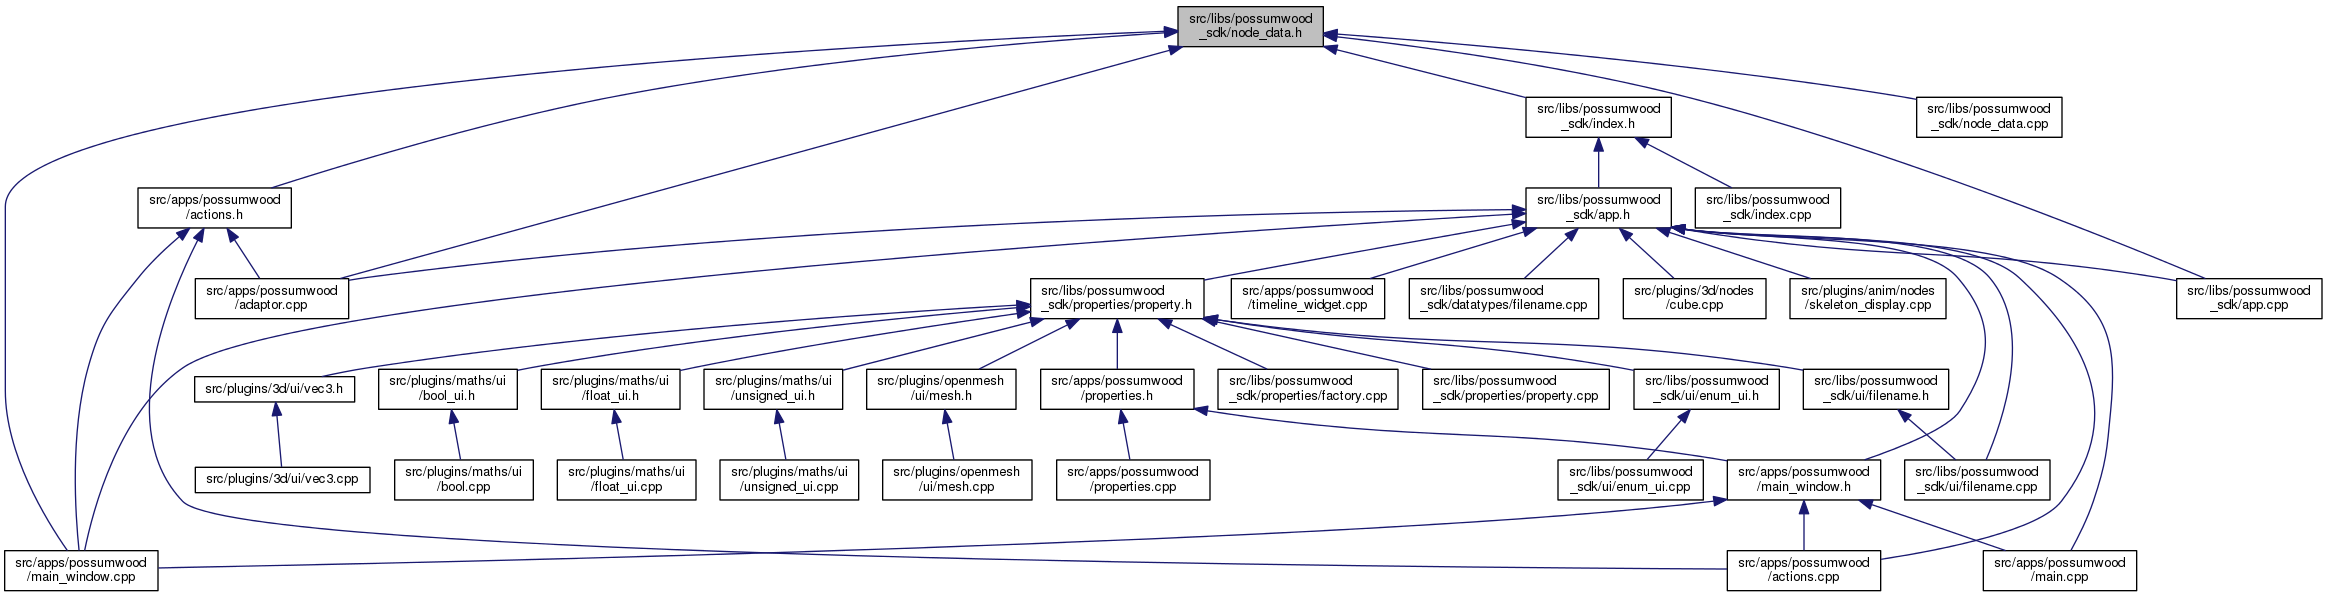 src/libs/possumwood
_sdk/node_data.h
src/libs/possumwood
_sdk/index.h
src/libs/possumwood
_sdk/node_data.cpp
src/apps/possumwood
/actions.h
src/libs/possumwood
_sdk/app.h
src/libs/possumwood
_sdk/index.cpp
src/apps/possumwood
/adaptor.cpp
src/libs/possumwood
_sdk/properties/property.h
src/apps/possumwood
/timeline_widget.cpp
src/libs/possumwood
_sdk/datatypes/filename.cpp
src/plugins/3d/nodes
/cube.cpp
src/plugins/anim/nodes
/skeleton_display.cpp
src/libs/possumwood
_sdk/app.cpp
src/plugins/3d/ui/vec3.h
src/plugins/maths/ui
/bool_ui.h
src/plugins/maths/ui
/float_ui.h
src/plugins/maths/ui
/unsigned_ui.h
src/plugins/openmesh
/ui/mesh.h
src/apps/possumwood
/properties.h
src/libs/possumwood
_sdk/properties/factory.cpp
src/libs/possumwood
_sdk/properties/property.cpp
src/libs/possumwood
_sdk/ui/enum_ui.h
src/libs/possumwood
_sdk/ui/filename.h
src/plugins/3d/ui/vec3.cpp
src/plugins/maths/ui
/bool.cpp
src/plugins/maths/ui
/float_ui.cpp
src/plugins/maths/ui
/unsigned_ui.cpp
src/plugins/openmesh
/ui/mesh.cpp
src/apps/possumwood
/properties.cpp
src/libs/possumwood
_sdk/ui/enum_ui.cpp
src/apps/possumwood
/main_window.h
src/libs/possumwood
_sdk/ui/filename.cpp
src/apps/possumwood
/main_window.cpp
src/apps/possumwood
/actions.cpp
src/apps/possumwood
/main.cpp